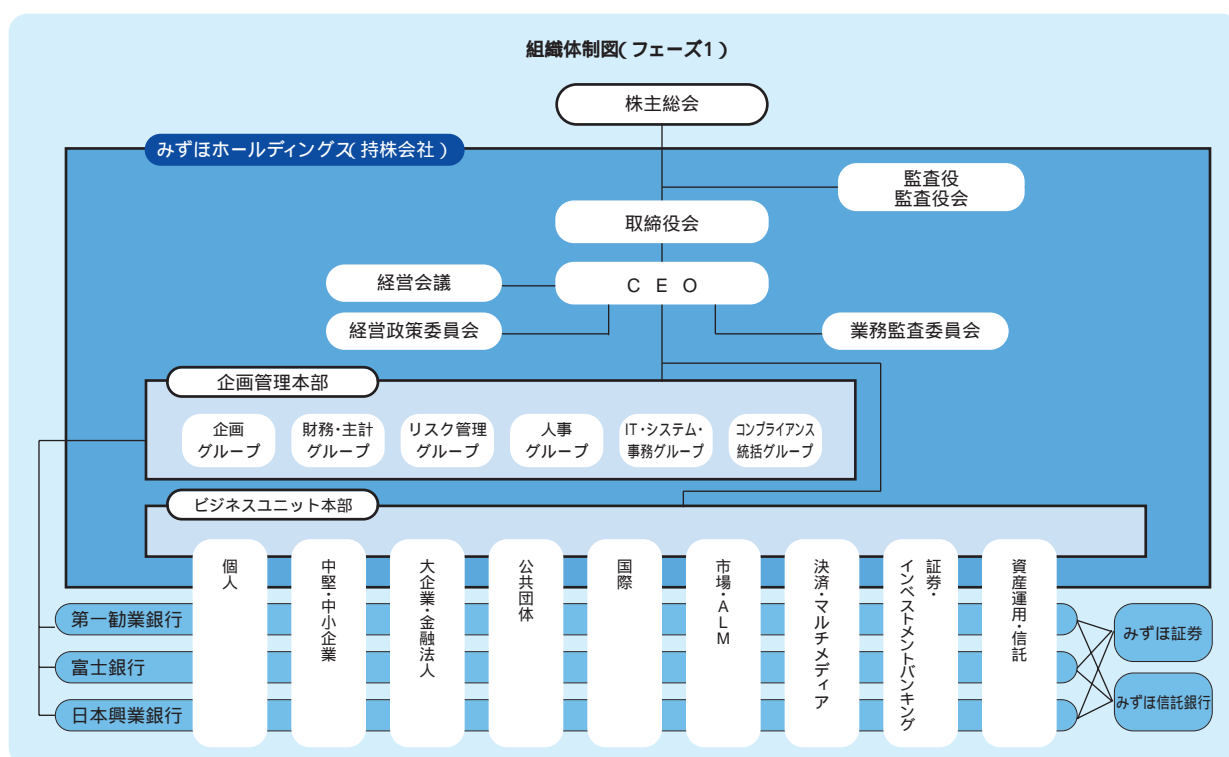 組織体制図(フェーズ1)
株主総会
みずほホールディングス(持株会社)
監査役
監査役会
取締役会
経営会議
CEO
経営政策委員会
業務監査委員会
企画管理本部
企画
グループ
財務・主計
グループ
リスク管理
グループ
人事
グループ
IT・システム・
事務グループ
コンプライアンス
統括グループ
ビジネスユニット本部
個人
中堅・中小企業
大企業・金融法人
公共団体
国際
市場・ALM
決済・マルチメディア
証券・
インベストメントバンキング
資産運用・信託
第一勧業銀行
富士銀行
日本興業銀行
みずほ証券
みずほ信託銀行